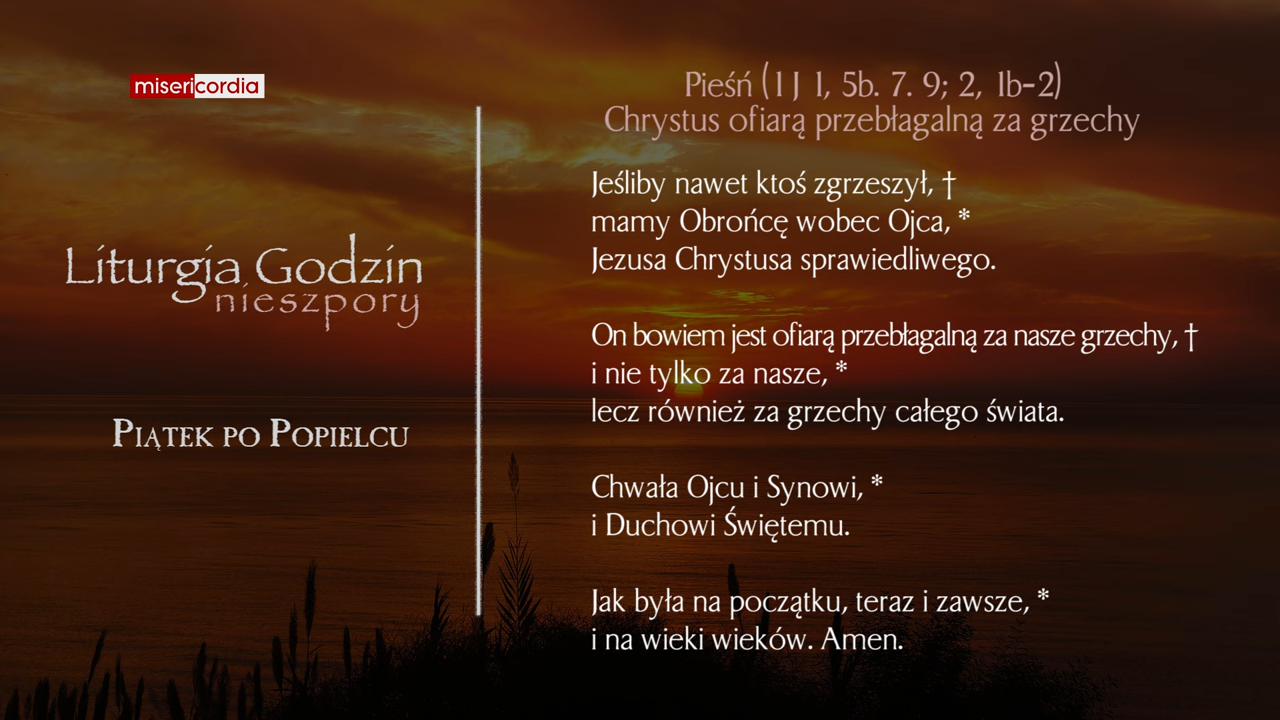 misericordia
Liturgia Godzin
nieszpory
Piątek po Popielcu
Pieśń (1 J 1, 5b. 7. 9; 2, 1b-2)
Chrystus ofiarą przebłagalną za grzechy
Jeśliby nawet ktoś zgrzeszył, †
mamy Obrońcę wobec Ojca, *
Jezusa Chrystusa sprawiedliwego.
On bowiem jest ofiarą przebłagalną za nasze grzechy, †
i nie tylko za nasze, *
lecz również za grzechy całego świata.
Chwała Ojcu i Synowi, *
i Duchowi Świętemu.
Jak była na początku, teraz i zawsze, *
i na wieki wieków. Amen.